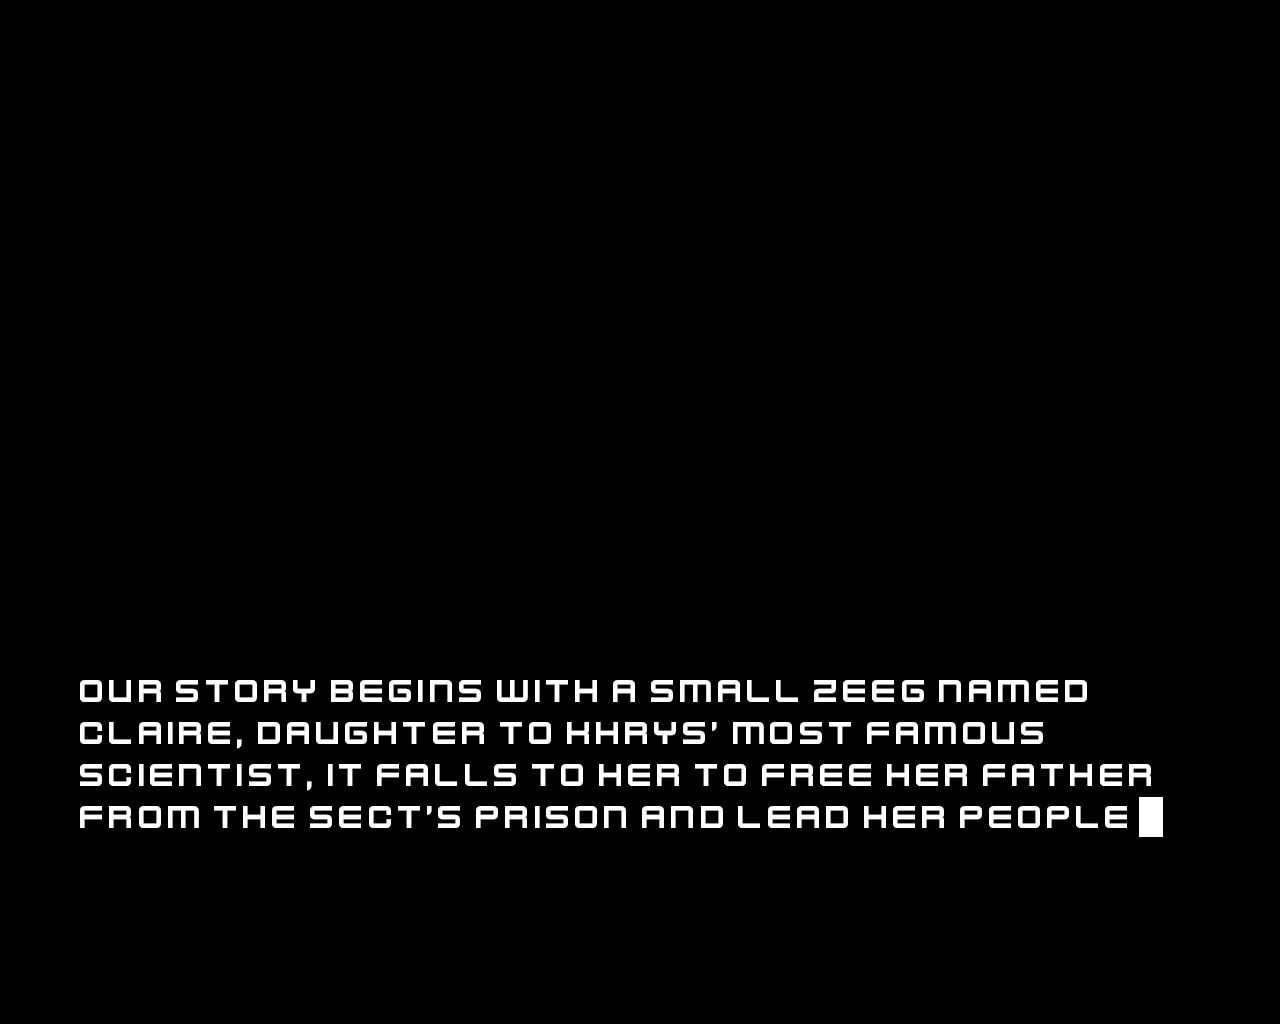 OUR STORY BEGINS WITH A SMALL ZEEG NAMED
CLAIRE, DAUGHTER TO KHRYS' MOST FAMOUS
SCIENTIST, IT FALLS TO HER TO FREE HER FATHER
FROM THE SECT'S PRISON AND LEAD HER PEOPLE